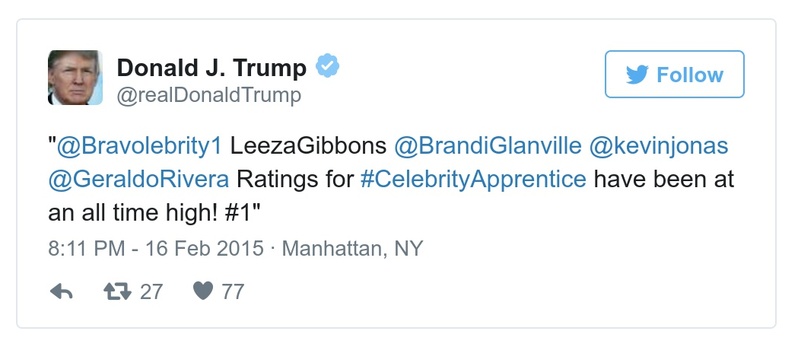 Donald J. Trump
@realDonaldTrump
Follow
"@Bravolebrity1 LeezaGibbons @BrandiGlanville @kevinjonas
@GeraldoRivera Ratings for #CelebrityApprentice have been at
an all time high! #1"
8:11 PM - 16 Feb 2015 · Manhattan, NY
27 77